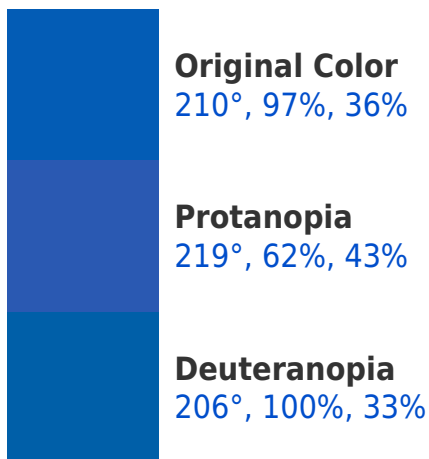 Original Color
210°, 97%, 36%
Protanopia
219°, 62%, 43%
Deuteranopia
206°, 100%, 33%